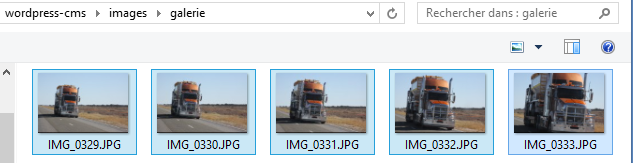 wordpress-cms images galerie
Rechercher dans : galerie
IMG_0329.JPG IMG_0330.JPG IMG_0331.JPG IMG_0332.JPG IMG_0333.JPG